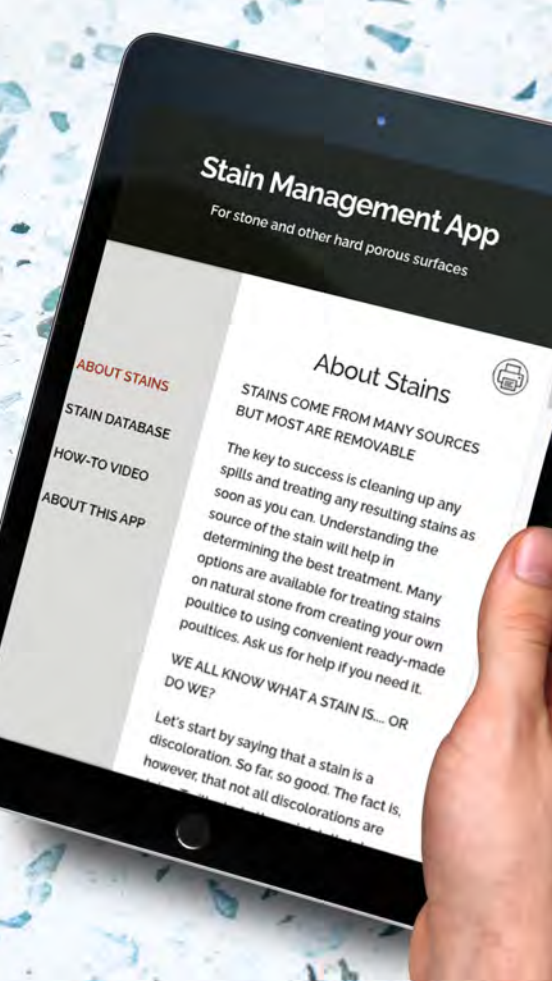 Stain Management App
For stone and other hard porous surfaces
ABOUT STAINS
STAIN DATABASE
HOW-TO VIDEO
ABOUT THIS APP
About Stains
STAINS COME FROM MANY SOURCES
BUT MOST ARE REMOVABLE
The key to success is cleaning up any
spills and treating any resulting stains as
soon as you can. Understanding the
source of the stain will help in
determining the best treatment. Many
options are available for treating stains
on natural stone from creating your own
poultice to using convenient ready-made
poultices. Ask us for help if you need it.
WE ALL KNOW WHAT A STAIN IS.... OR
DO WE?
Let's start by saying that a stain is a
discoloration. So far, so good. The fact is,
however, that not all discolorations are